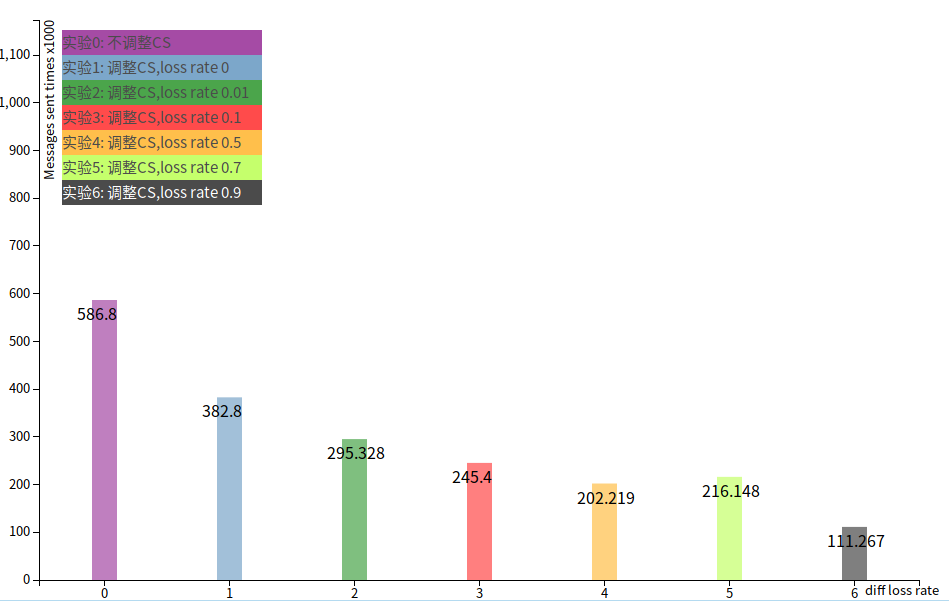 Messages sent times x1000
实验0: 不调整CS
实验1: 调整CS,loss rate 0
实验2: 调整CS,loss rate 0.01
实验3: 调整CS,loss rate 0.1
实验4: 调整CS,loss rate 0.5
实验5: 调整CS,loss rate 0.7
实验6: 调整CS,loss rate 0.9
1,100
1,000
900
800
700
600
500
400
300
200
100
0
586.8
382.8
295.328
245.4
202.219
216.148
111.267
0 1 2 3 4 5 6
diff loss rate